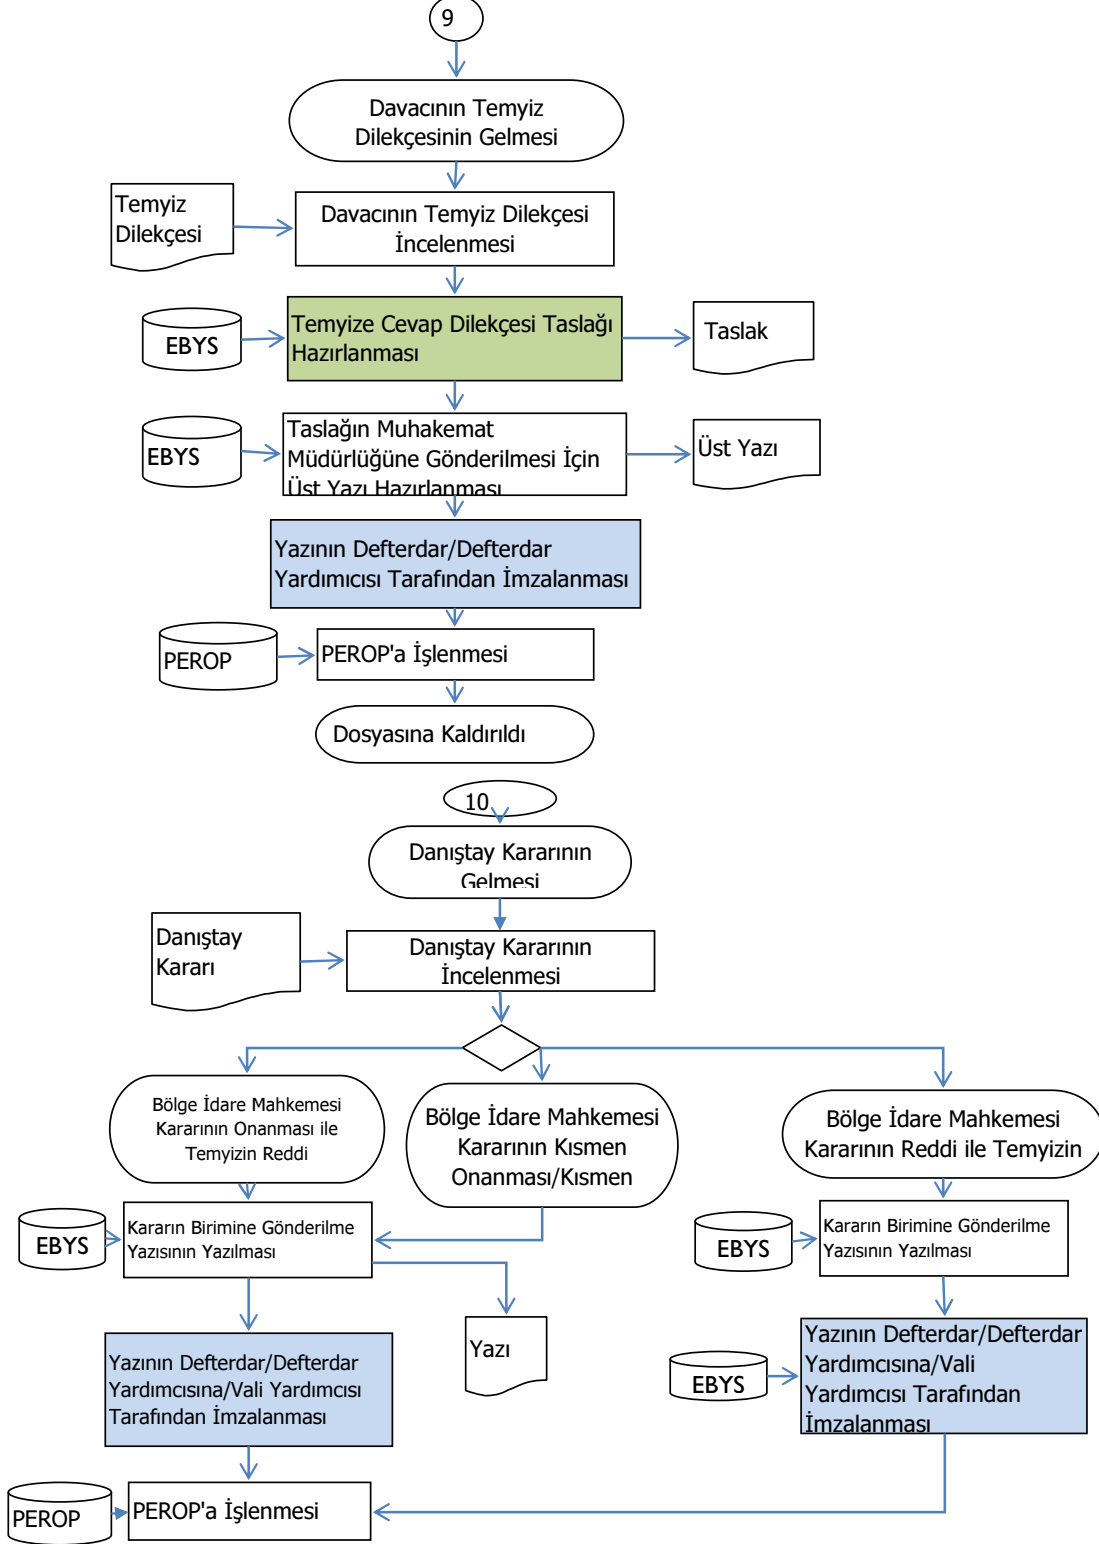 9
Davacının Temyiz
Dilekçesinin Gelmesi
Temyiz
Dilekçesi
Davacının Temyiz Dilekçesi
İncelenmesi
EBYS
Temyize Cevap Dilekçesi Taslağı
Hazırlanması
Taslak
EBYS
Taslağın Muhakemat
Müdürlüğüne Gönderilmesi İçin
Üst Yazı Hazırlanması
Üst Yazı
Yazının Defterdar/Defterdar
Yardımıcısı Tarafından İmzalanması
PEROP
PEROP'a İşlenmesi
Dosyasına Kaldırıldı
10
Danıştay Kararının
Gelmesi
Danıştay
Kararı
Danıştay Kararının
İncelenmesi
Bölge İdare Mahkemesi
Kararının Onanması ile
Temyizin Reddi
Bölge İdare Mahkemesi
Kararının Kısmen
Onanması/Kısmen
Bölge İdare Mahkemesi
Kararının Reddi ile Temyizin
EBYS
Kararın Birimine Gönderilme
Yazısının Yazılması
EBYS
Kararın Birimine Gönderilme
Yazısının Yazılması
Yazı
Yazının Defterdar/Defterdar
Yardımcısına/Vali Yardımcısı
Tarafından İmzalanması
EBYS
Yazının Defterdar/Defterdar
Yardımcısına/Vali
Yardımcısı Tarafından
İmzalanması
PEROP
PEROP'a İşlenmesi